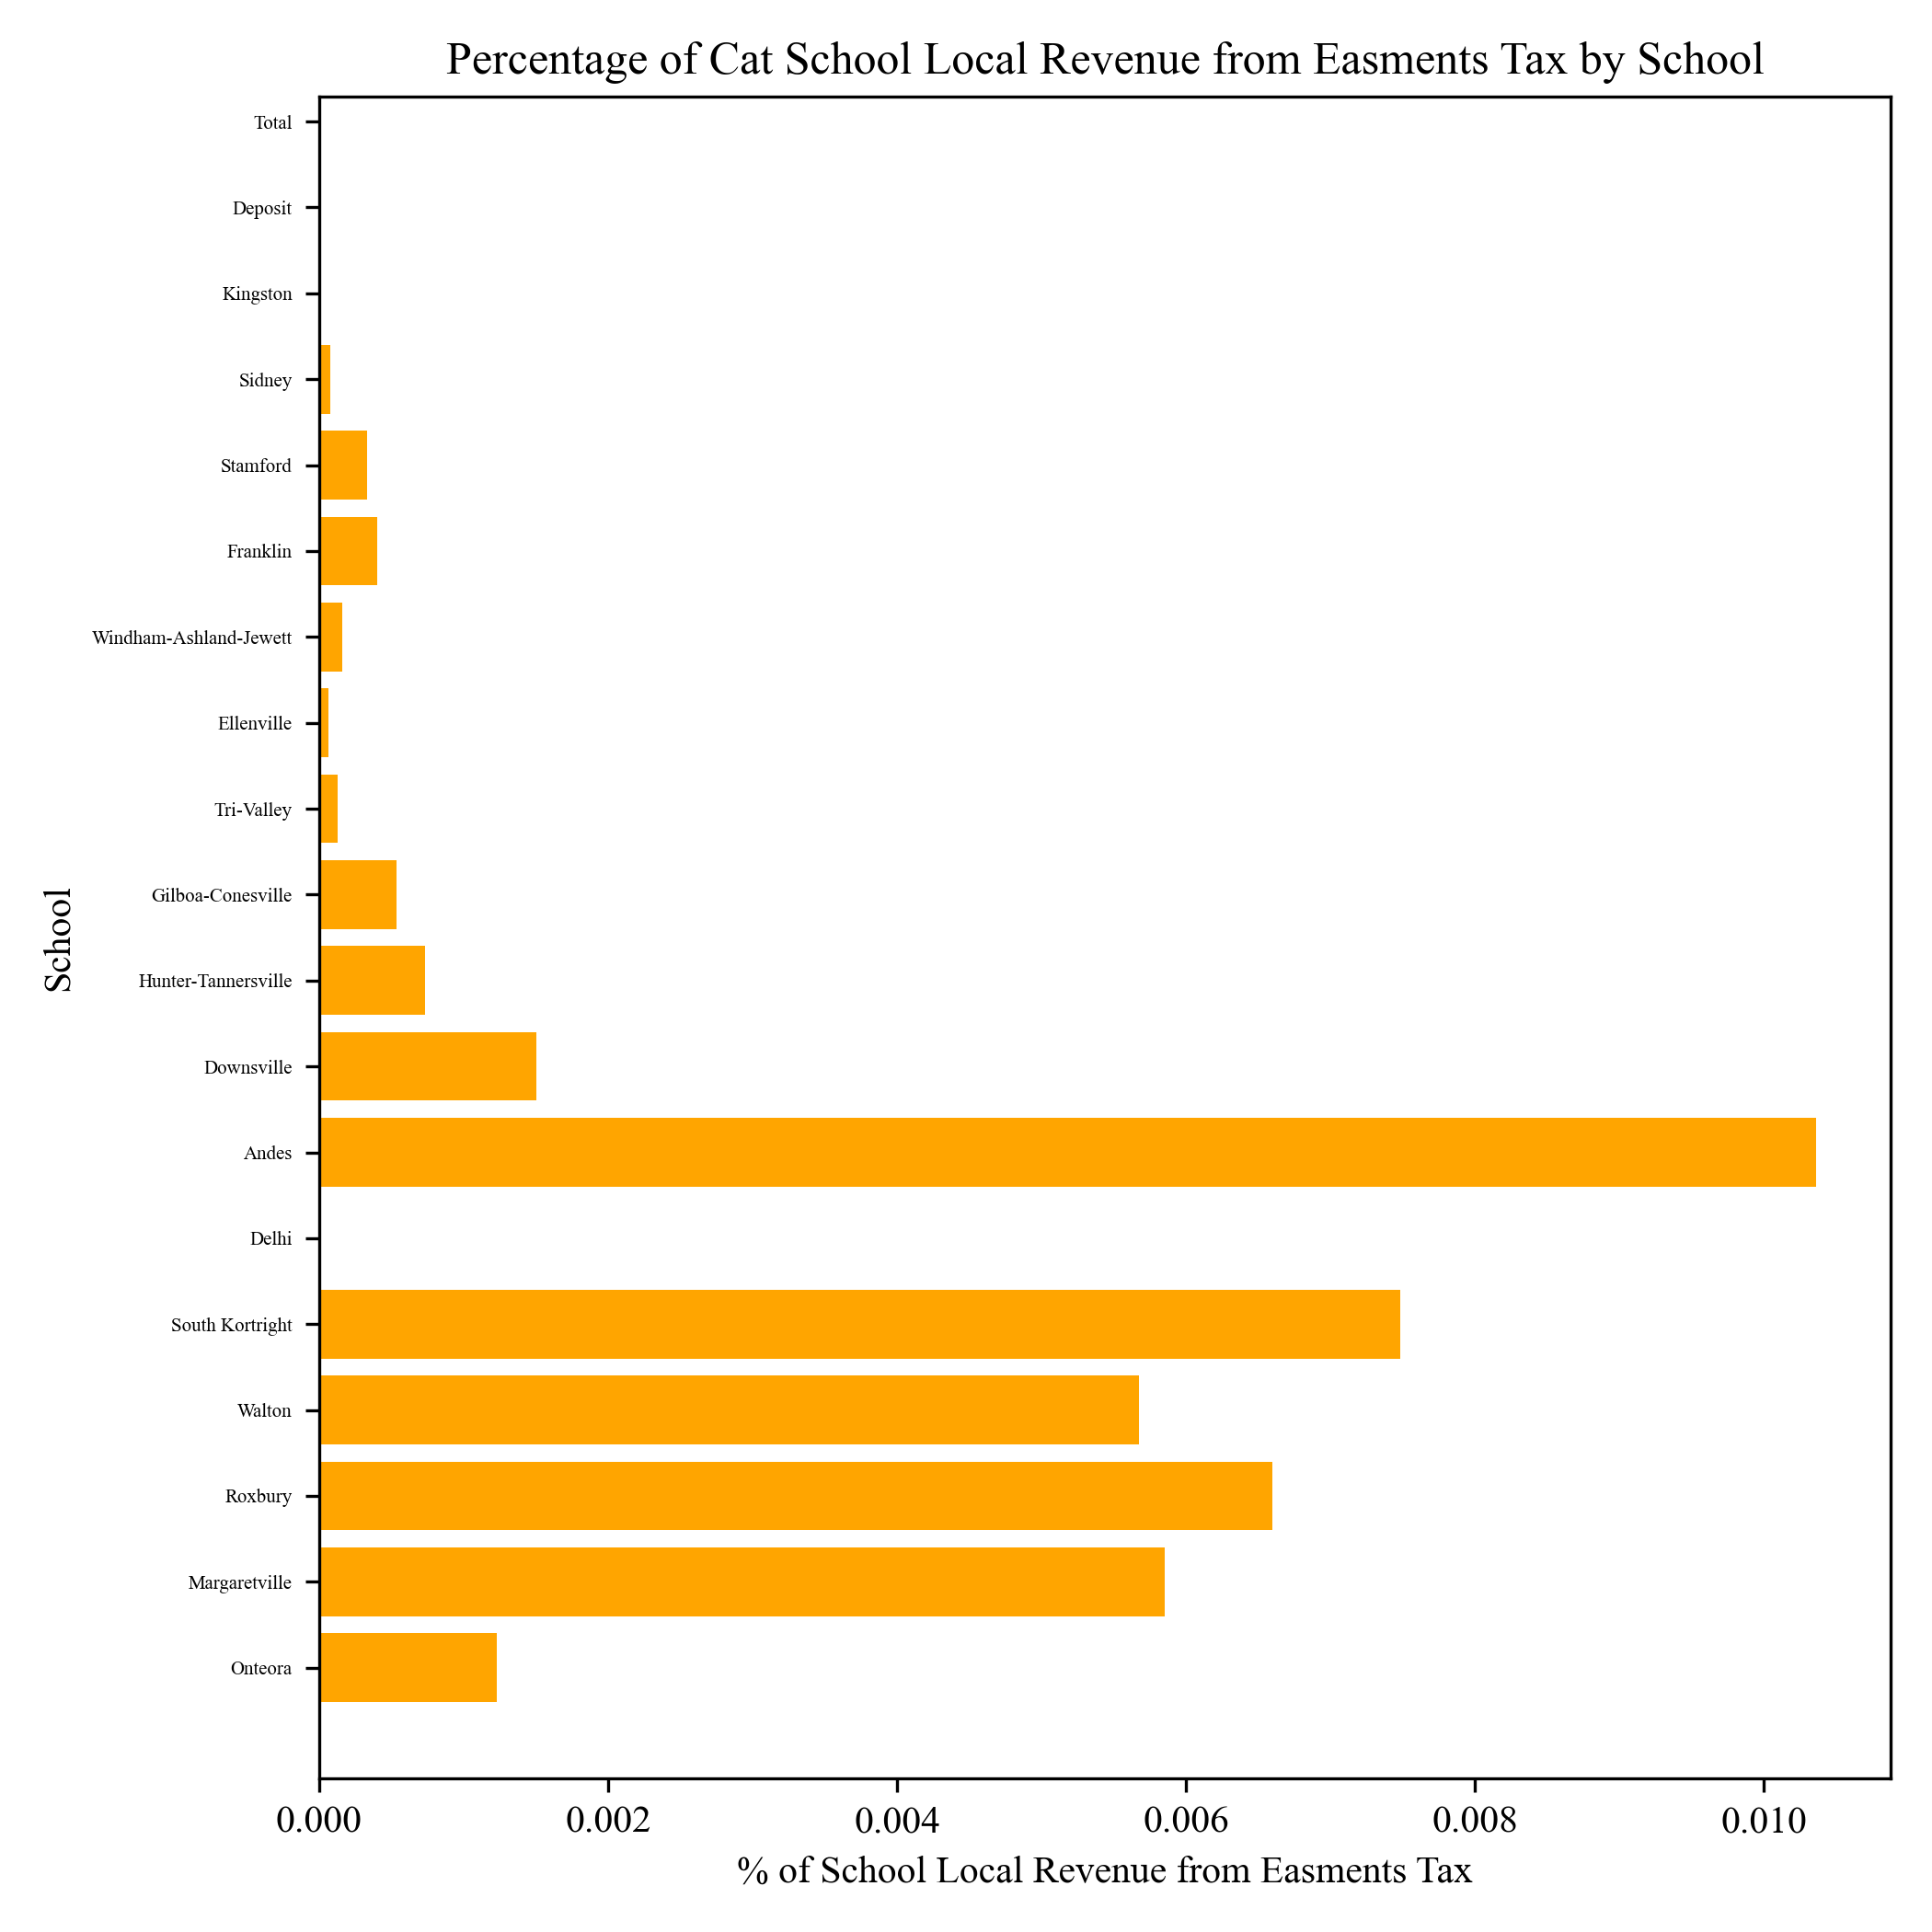 Percentage of Cat School Local Revenue from Easments Tax by School
Total
Deposit
Kingston
Sidney
Stamford
Franklin
Windham-Ashland-Jewett
Ellenville
Tri-Valley
Gilboa-Conesville
Hunter-Tannersville
Downsville
Andes
Delhi
South Kortright
Walton
Roxbury
Margaretville
Onteora
School
0.000 0.002 0.004 0.006 0.008 0.010
% of School Local Revenue from Easments Tax